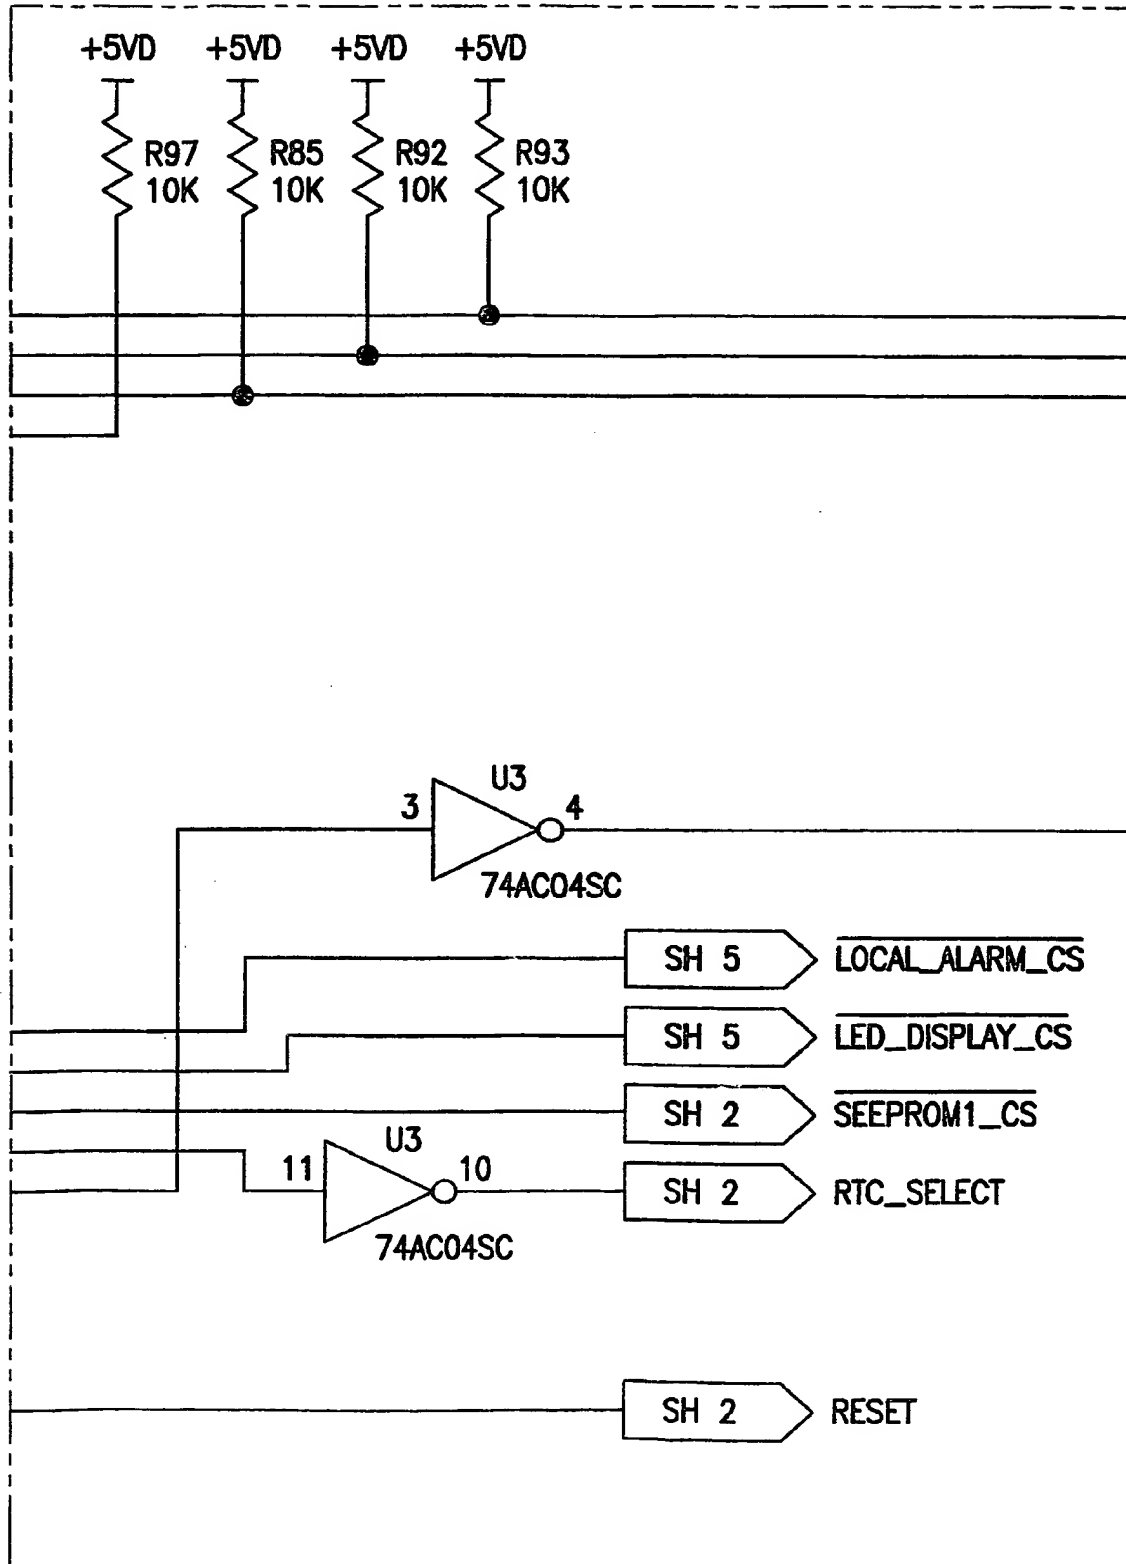 +5VD +5VD +5VD +5VD
R97 R85 R92 R93
10K 10K 10K 10K
U3
3 4
74AC04SC
SH 5 LOCAL_ALARM_CS
SH 5 LED_DISPLAY_CS
SH 2 SEEPROM1_CS
U3
11 10
SH 2 RTC_SELECT
74AC04SC
SH 2 RESET